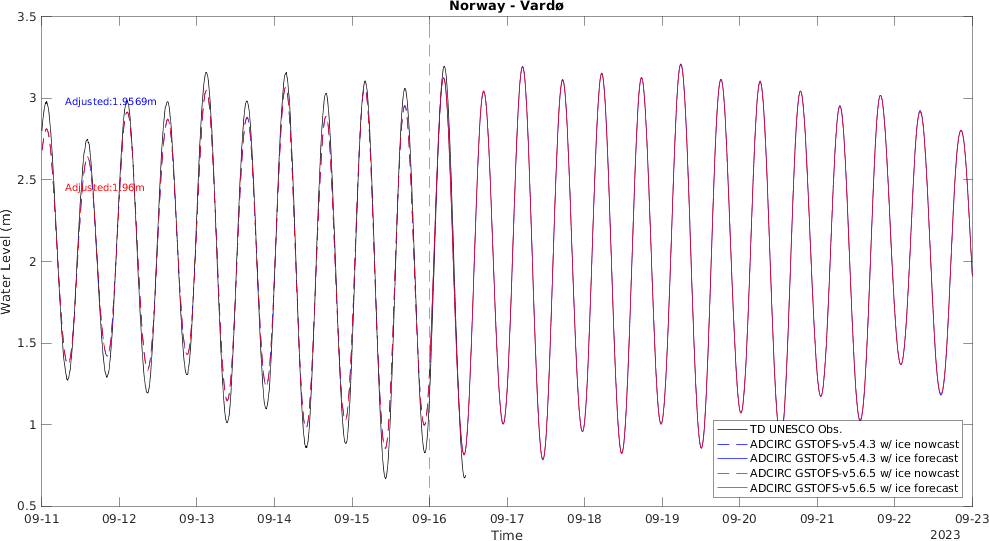 Norway - Vardø
3.5
3
2.5
2
1.5
1
0.5
Water Level (m)
Adjusted:1.9569m
Adjusted:1.96m
TD UNESCO Obs.
ADCIRC GSTOFS-v5.4.3 w/ ice nowcast
ADCIRC GSTOFS-v5.4.3 w/ ice forecast
ADCIRC GSTOFS-v5.6.5 w/ ice nowcast
ADCIRC GSTOFS-v5.6.5 w/ ice forecast
09-11 09-12 09-13 09-14 09-15 09-16 09-17 09-18 09-19 09-20 09-21 09-22 09-23
Time
2023